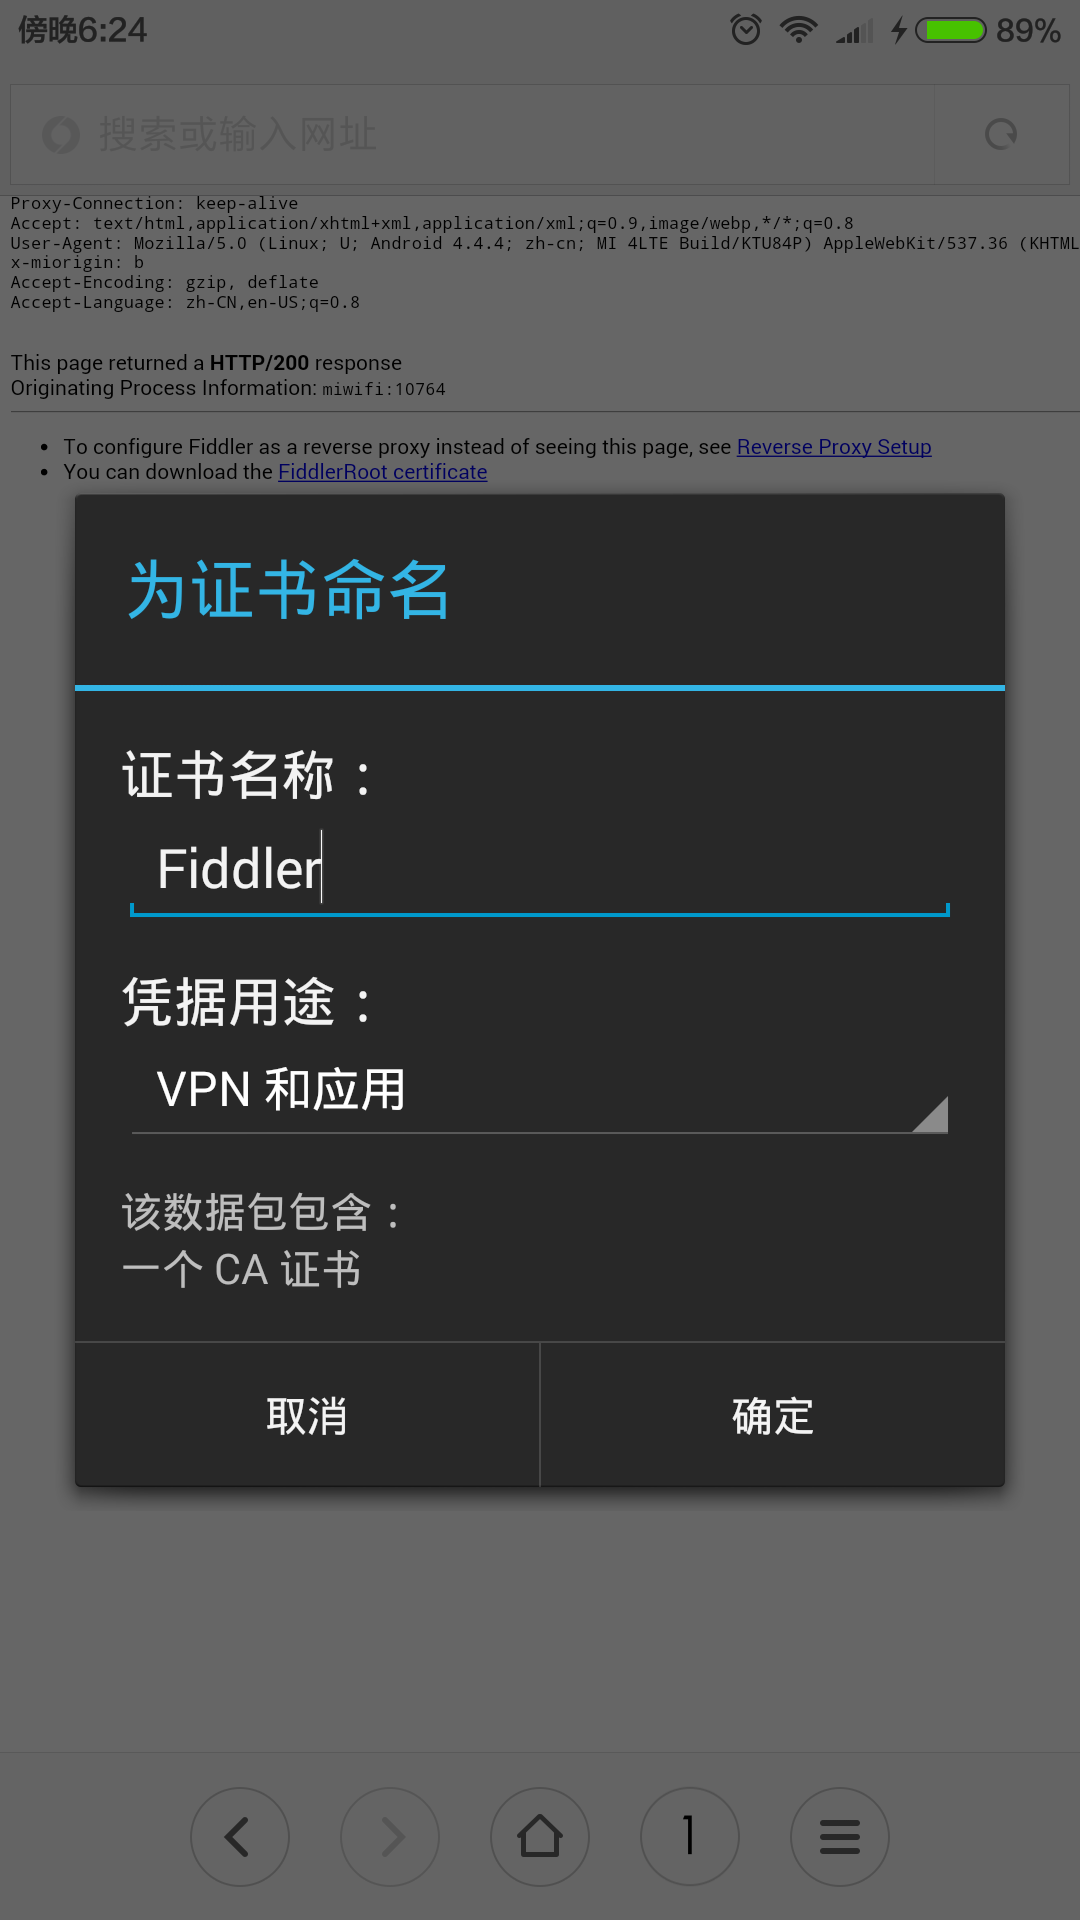 傍晚6:24
89%
搜索或输入网址
Proxy-Connection: keep-alive
Accept: text/html,application/xhtml+xml,application/xml;q=0.9,image/webp,*/*;q=0.8
User-Agent: Mozilla/5.0 (Linux; U; Android 4.4.4; zh-cn; MI 4LTE Build/KTU84P) AppleWebKit/537.36 (KHTML
x-miorigin: b
Accept-Encoding: gzip, deflate
Accept-Language: zh-CN,en-US;q=0.8
This page returned a HTTP/200 response
Originating Process Information: miwifi:10764
• To configure Fiddler as a reverse proxy instead of seeing this page, see Reverse Proxy Setup
• You can download the FiddlerRoot certificate
为证书命名
证书名称：
Fiddler
凭据用途：
VPN 和应用
该数据包包含：
一个 CA 证书
取消
确定
1